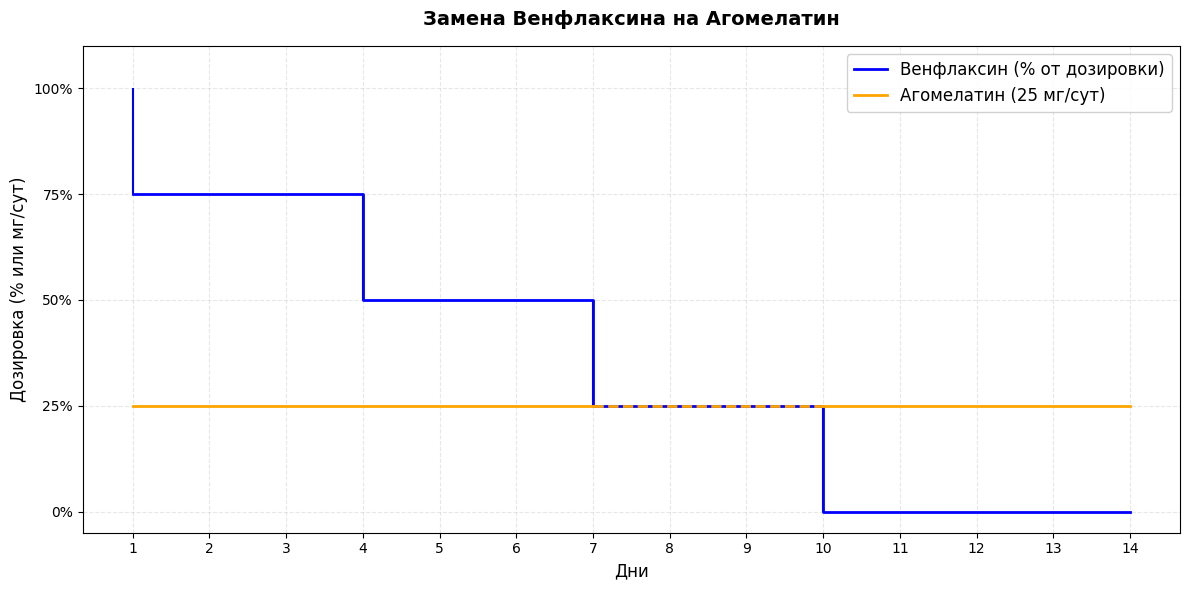 Замена Венфлаксина на Агомелатин
Венфлаксин (% от дозировки)
Агомелатин (25 мг/сут)
Дозировка (% или мг/сут)
100%
75%
50%
25%
0%
1 2 3 4 5 6 7 8 9 10 11 12 13 14
Дни